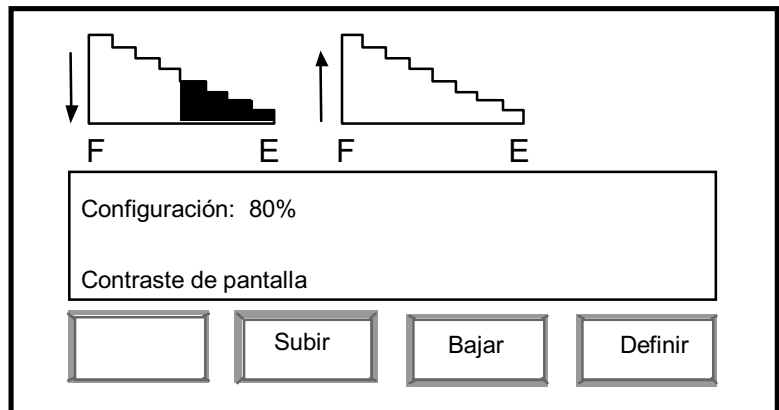 F E F E
Configuración: 80%
Contraste de pantalla
Subir Bajar Definir